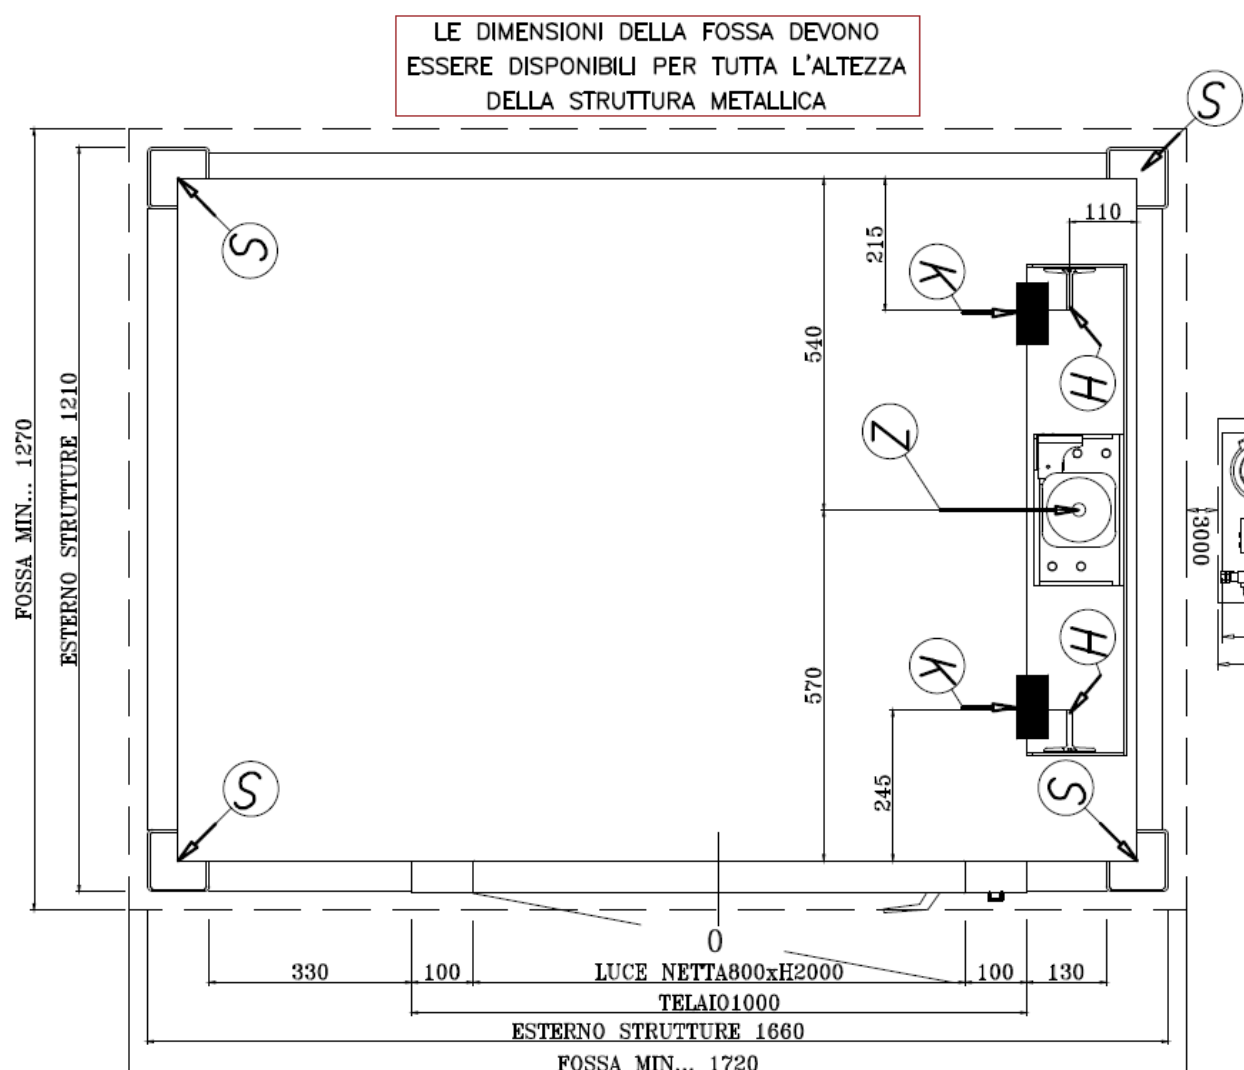 LE DIMENSIONI DELLA FOSSA DEVONO
ESSERE DISPONIBILI PER TUTTA L'ALTEZZA
DELLA STRUTTURA METALLICA
S
S
110
215
K
540
H
FOSSA MIN... 1270
ESTERNO STRUTTURE 1210
Z
3000
H
K
570
S
245
S
0
330
100
LUCE NETTA800xH2000
100
130
TELAIO1000
ESTERNO STRUTTURE 1660
FOSSA MIN... 1720